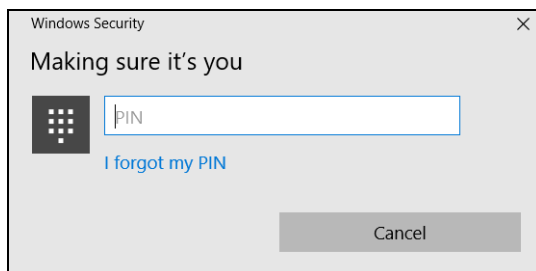 Windows Security
Making sure it's you
PIN
I forgot my PIN
Cancel